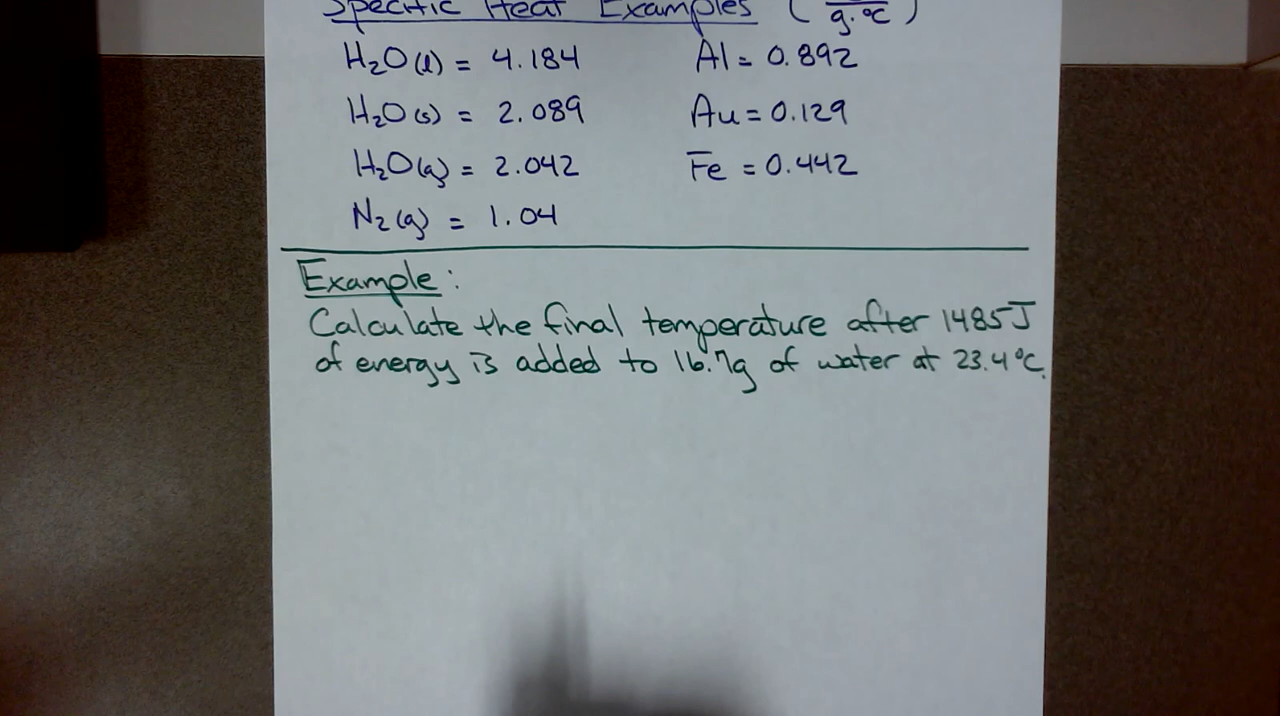 Specific Heat Examples ( / g·°C )
H₂O(l) = 4.184 Al = 0.892
H₂O(s) = 2.089 Au = 0.129
H₂O(g) = 2.042 Fe = 0.442
N₂(g) = 1.04
Example:
Calculate the final temperature after 1485J
of energy is added to 16.7g of water at 23.4°C.